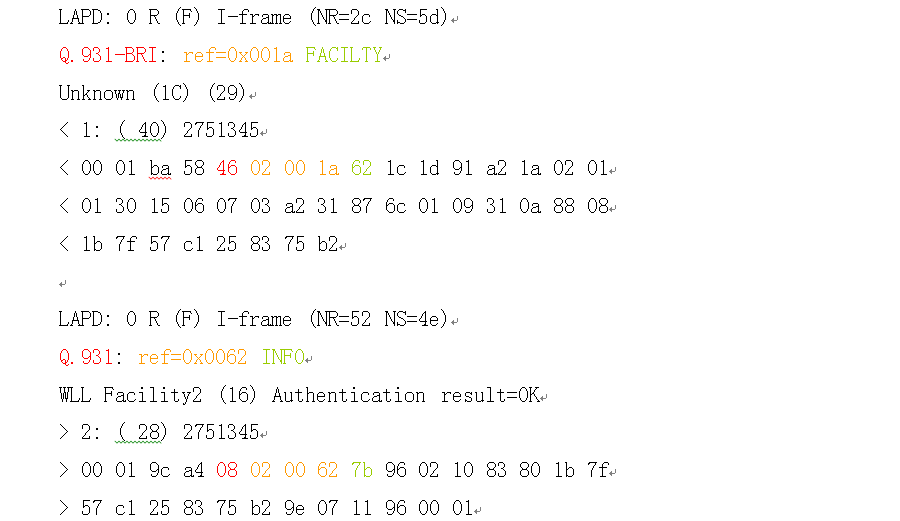 LAPD: 0 R (F) I-frame (NR=2c NS=5d)
Q.931-BRI: ref=0x001a FACILTY
Unknown (1C) (29)
< 1: ( 40) 2751345
< 00 01 ba 58 46 02 00 1a 62 1c 1d 91 a2 1a 02 01
< 01 30 15 06 07 03 a2 31 87 6c 01 09 31 0a 88 08
< 1b 7f 57 c1 25 83 75 b2
LAPD: 0 R (F) I-frame (NR=52 NS=4e)
Q.931: ref=0x0062 INFO
WLL Facility2 (16) Authentication result=OK
> 2: ( 28) 2751345
> 00 01 9c a4 08 02 00 62 7b 96 02 10 83 80 1b 7f
> 57 c1 25 83 75 b2 9e 07 11 96 00 01